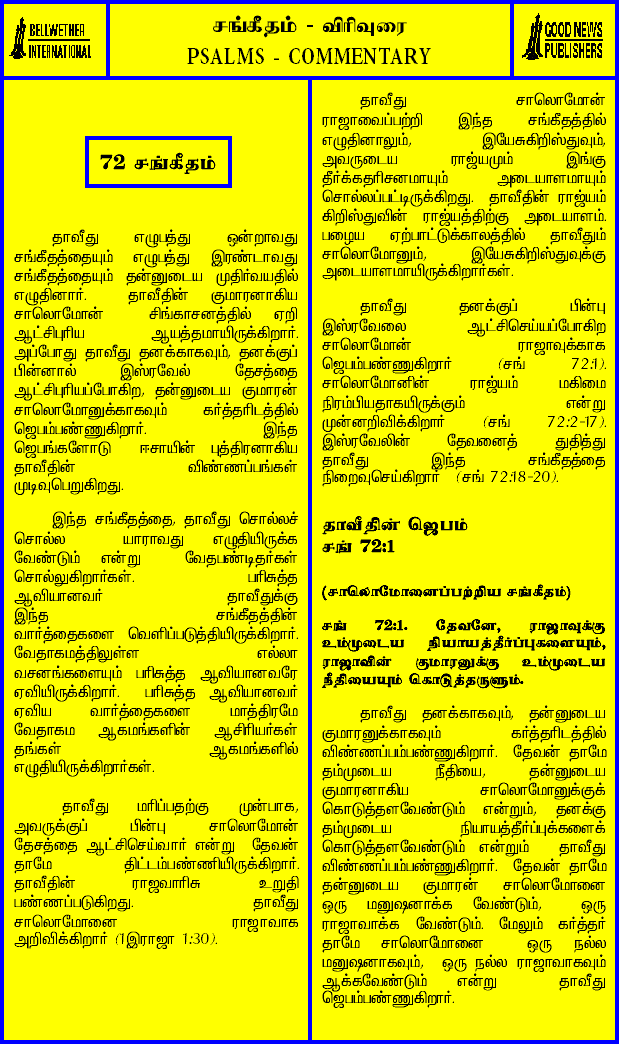 BELLWETHER
INTERNATIONAL
சங்கீதம் - விரிவுரை
PSALMS - COMMENTARY
GOOD NEWS
PUBLISHERS
72 சங்கீதம்
தாவீது எழுபத்து ஒன்றாவது
சங்கீதத்தையும் எழுபத்து இரண்டாவது
சங்கீதத்தையும் தன்னுடைய முதிர்வயதில்
எழுதினார். தாவீதின் குமாரனாகிய
சாலொமோன் சிங்காசனத்தில் ஏறி
ஆட்சிபுரிய ஆயத்தமாயிருக்கிறார்.
அப்போது தாவீது தனக்காகவும், தனக்குப்
பின்னால் இஸ்ரவேல் தேசத்தை
ஆட்சிபுரியப்போகிற, தன்னுடைய குமாரன்
சாலொமோனுக்காகவும் கர்த்தரிடத்தில்
ஜெபம்பண்ணுகிறார். இந்த
ஜெபங்களோடு ஈசாயின் புத்திரனாகிய
தாவீதின் விண்ணப்பங்கள்
முடிவுபெறுகிறது.
இந்த சங்கீதத்தை, தாவீது சொல்லச்
சொல்ல யாராவது எழுதியிருக்க
வேண்டும் என்று வேதபண்டிதர்கள்
சொல்லுகிறார்கள். பரிசுத்த
ஆவியானவர் தாவீதுக்கு
இந்த சங்கீதத்தின்
வார்த்தைகளை வெளிப்படுத்தியிருக்கிறார்.
வேதாகமத்திலுள்ள எல்லா
வசனங்களையும் பரிசுத்த ஆவியானவரே
ஏவியிருக்கிறார். பரிசுத்த ஆவியானவர்
ஏவிய வார்த்தைகளை மாத்திரமே
வேதாகம ஆகமங்களின் ஆசிரியர்கள்
தங்கள் ஆகமங்களில்
எழுதியிருக்கிறார்கள்.
தாவீது மரிப்பதற்கு முன்பாக,
அவருக்குப் பின்பு சாலொமோன்
தேசத்தை ஆட்சிசெய்வார் என்று தேவன்
தாமே திட்டம்பண்ணியிருக்கிறார்.
தாவீதின் ராஜவாரிசு உறுதி
பண்ணப்படுகிறது. தாவீது
சாலொமோனை ராஜாவாக
அறிவிக்கிறார் (1இராஜா 1:30).
தாவீது சாலொமோன்
ராஜாவைப்பற்றி இந்த சங்கீதத்தில்
எழுதினாலும், இயேசுகிறிஸ்துவும்,
அவருடைய ராஜ்யமும் இங்கு
தீர்க்கதரிசனமாயும் அடையாளமாயும்
சொல்லப்பட்டிருக்கிறது. தாவீதின் ராஜ்யம்
கிறிஸ்துவின் ராஜ்யத்திற்கு அடையாளம்.
பழைய ஏற்பாட்டுக்காலத்தில் தாவீதும்
சாலொமோனும், இயேசுகிறிஸ்துவுக்கு
அடையாளமாயிருக்கிறார்கள்.
தாவீது தனக்குப் பின்பு
இஸ்ரவேலை ஆட்சிசெய்யப்போகிற
சாலொமோன் ராஜாவுக்காக
ஜெபம்பண்ணுகிறார் (சங் 72:1).
சாலொமோனின் ராஜ்யம் மகிமை
நிரம்பியதாகயிருக்கும் என்று
முன்னறிவிக்கிறார் (சங் 72:2-17).
இஸ்ரவேலின் தேவனைத் துதித்து
தாவீது இந்த சங்கீதத்தை
நிறைவுசெய்கிறார் (சங் 72:18-20).
தாவீதின் ஜெபம்
சங் 72:1
(சாலொமோனைப்பற்றிய சங்கீதம்)
சங் 72:1. தேவனே, ராஜாவுக்கு
உம்முடைய நியாயத்தீர்ப்புகளையும்,
ராஜாவின் குமாரனுக்கு உம்முடைய
நீதியையும் கொடுத்தருளும்.
தாவீது தனக்காகவும், தன்னுடைய
குமாரனுக்காகவும் கர்த்தரிடத்தில்
விண்ணப்பம்பண்ணுகிறார். தேவன் தாமே
தம்முடைய நீதியை, தன்னுடைய
குமாரனாகிய சாலொமோனுக்குக்
கொடுத்தளவேண்டும் என்றும், தனக்கு
தம்முடைய நியாயத்தீர்ப்புக்களைக்
கொடுத்தளவேண்டும் என்றும் தாவீது
விண்ணப்பம்பண்ணுகிறார். தேவன் தாமே
தன்னுடைய குமாரன் சாலொமோனை
ஒரு மனுஷனாக்க வேண்டும், ஒரு
ராஜாவாக்க வேண்டும். மேலும் கர்த்தர்
தாமே சாலொமோனை ஒரு நல்ல
மனுஷனாகவும், ஒரு நல்ல ராஜாவாகவும்
ஆக்கவேண்டும் என்று தாவீது
ஜெபம்பண்ணுகிறார்.